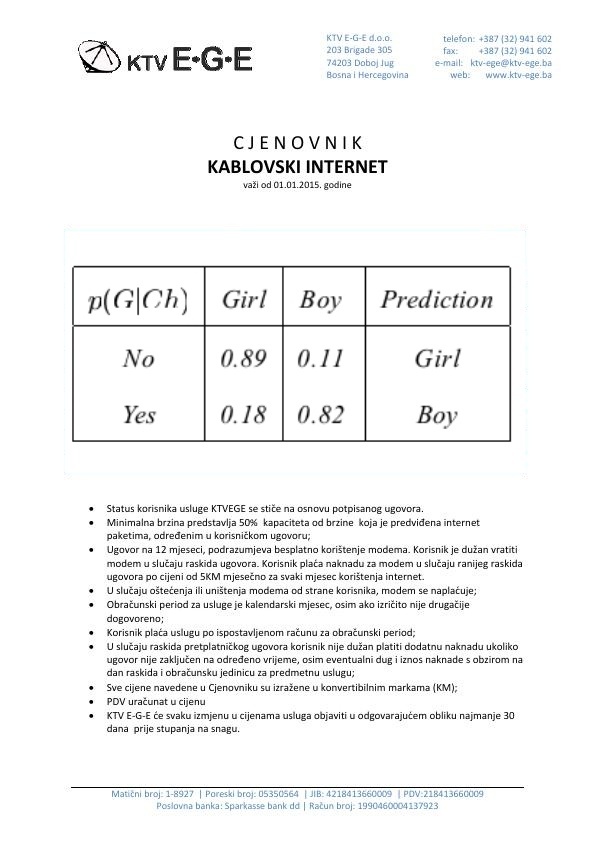 KTV E·G·E
KTV E-G-E d.o.o.
203 Brigade 305
74203 Doboj Jug
Bosna i Hercegovina
telefon: +387 (32) 941 602
fax: +387 (32) 941 602
e-mail: ktv-ege@ktv-ege.ba
web: www.ktv-ege.ba
CJENOVNIK
KABLOVSKI INTERNET
važi od 01.01.2015. godine
p(G|Ch) Girl Boy Prediction
No 0.89 0.11 Girl
Yes 0.18 0.82 Boy
• Status korisnika usluge KTVEGE se stiče na osnovu potpisanog ugovora.
• Minimalna brzina predstavlja 50% kapaciteta od brzine koja je predviđena internet
paketima, određenim u korisničkom ugovoru;
• Ugovor na 12 mjeseci, podrazumjeva besplatno korištenje modema. Korisnik je dužan vratiti
modem u slučaju raskida ugovora. Korisnik plaća naknadu za modem u slučaju ranijeg raskida
ugovora po cijeni od 5KM mjesečno za svaki mjesec korištenja internet.
• U slučaju oštećenja ili uništenja modema od strane korisnika, modem se naplaćuje;
• Obračunski period za usluge je kalendarski mjesec, osim ako izričito nije drugačije
dogovoreno;
• Korisnik plaća uslugu po ispostavljenom računu za obračunski period;
• U slučaju raskida pretplatničkog ugovora korisnik nije dužan platiti dodatnu naknadu ukoliko
ugovor nije zaključen na određeno vrijeme, osim eventualni dug i iznos naknade s obzirom na
dan raskida i obračunsku jedinicu za predmetnu uslugu;
• Sve cijene navedene u Cjenovniku su izražene u konvertibilnim markama (KM);
• PDV uračunat u cijenu
• KTV E-G-E će svaku izmjenu u cijenama usluga objaviti u odgovarajućem obliku najmanje 30
dana prije stupanja na snagu.
Matični broj: 1-8927 | Poreski broj: 05350564 | JIB: 4218413660009 | PDV:218413660009
Poslovna banka: Sparkasse bank dd | Račun broj: 1990460004137923